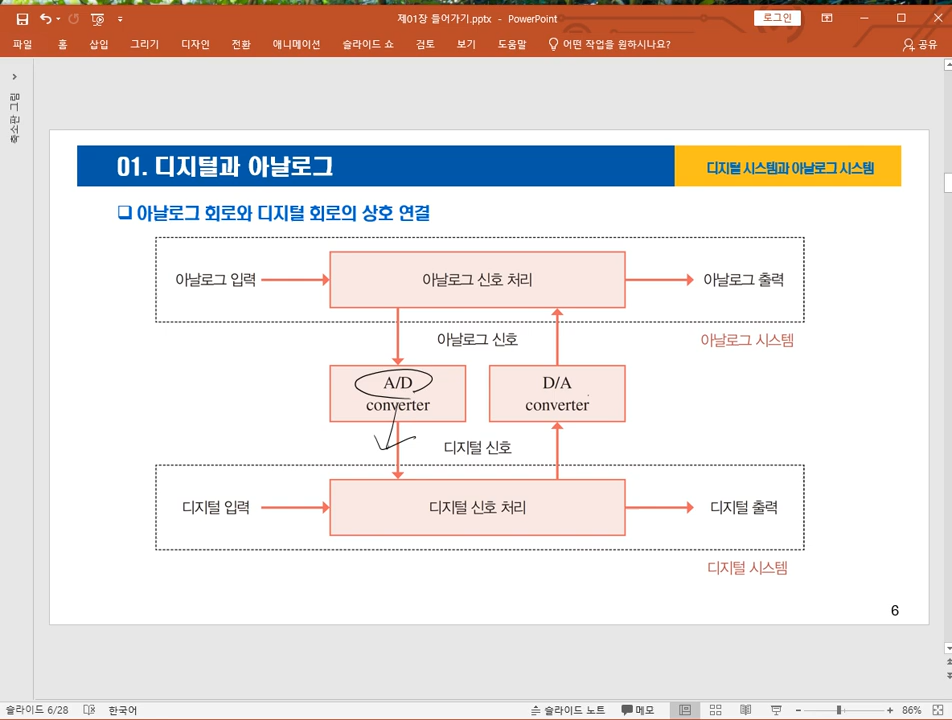 제01장 들어가기.pptx - PowerPoint
로그인
파일 홈 삽입 그리기 디자인 전환 애니메이션 슬라이드 쇼 검토 보기 도움말 어떤 작업을 원하시나요? 공유
축소판 그림
01. 디지털과 아날로그
디지털 시스템과 아날로그 시스템
아날로그 회로와 디지털 회로의 상호 연결
아날로그 입력
아날로그 신호 처리
아날로그 출력
아날로그 신호
아날로그 시스템
A/D
converter
D/A
converter
디지털 신호
디지털 입력
디지털 신호 처리
디지털 출력
디지털 시스템
6
슬라이드 6/28 한국어 슬라이드 노트 메모 86%